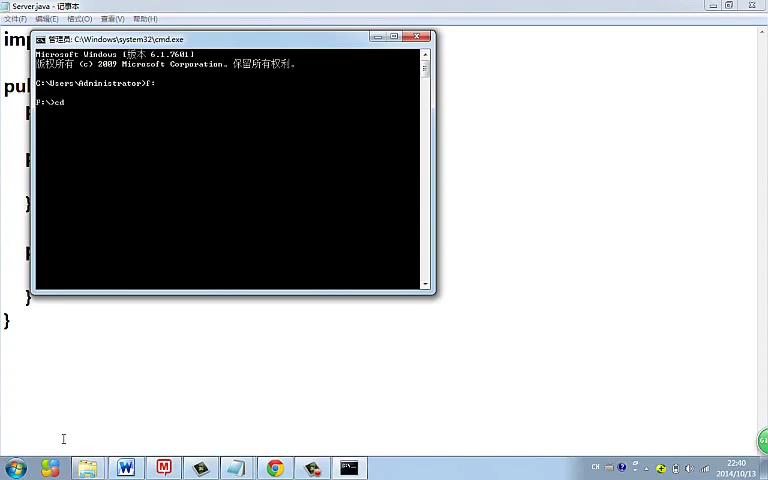 Server.java - 记事本
文件(F) 编辑(E) 格式(O) 查看(V) 帮助(H)
管理员: C:\Windows\system32\cmd.exe
Microsoft Windows [版本 6.1.7601]
版权所有 (c) 2009 Microsoft Corporation。保留所有权利。
C:\Users\Administrator>f:
F:\>cd
}
}
}
CH
22:40
2014/10/13